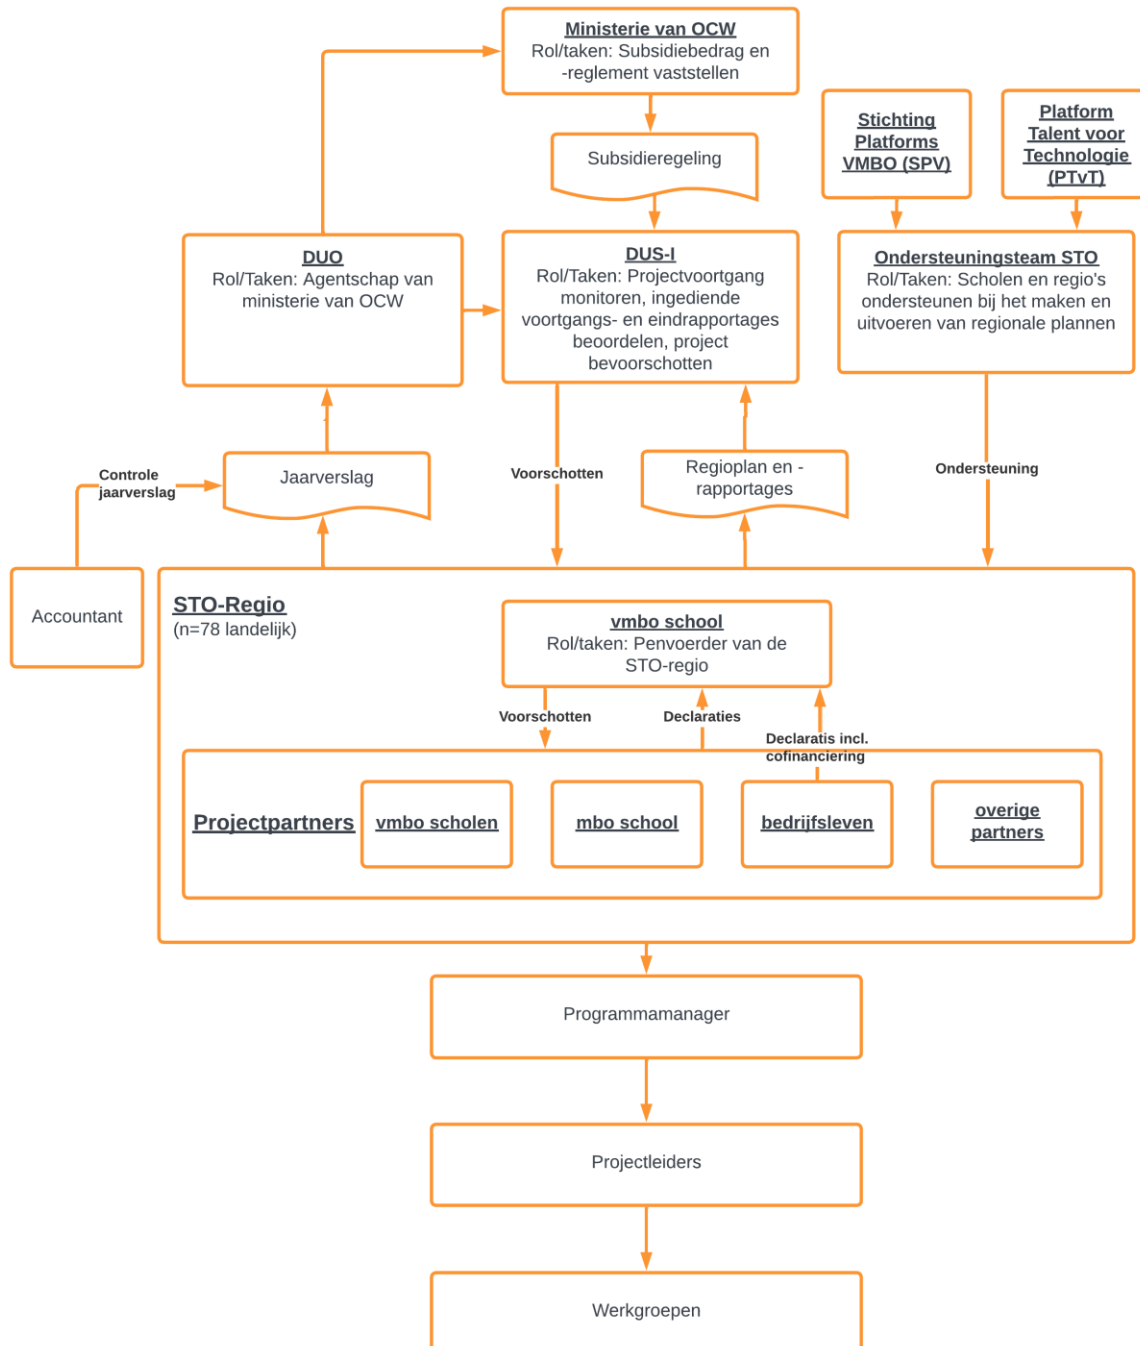 Ministerie van OCW
Rol/taken: Subsidiebedrag en
-reglement vaststellen
Stichting
Platforms
VMBO (SPV)
Platform
Talent voor
Technologie
(PTvT)
Subsidieregeling
DUO
Rol/Taken: Agentschap van
ministerie van OCW
DUS-I
Rol/Taken: Projectvoortgang
monitoren, ingediende
voortgangs- en eindrapportages
beoordelen, project
bevoorschotten
Ondersteuningsteam STO
Rol/Taken: Scholen en regio's
ondersteunen bij het maken en
uitvoeren van regionale plannen
Controle
jaarverslag
Jaarverslag
Voorschotten
Regioplan en -
rapportages
Ondersteuning
Accountant
STO-Regio
(n=78 landelijk)
vmbo school
Rol/taken: Penvoerder van de
STO-regio
Voorschotten
Declaraties
Declaratis incl.
cofinanciering
Projectpartners
vmbo scholen
mbo school
bedrijfsleven
overige
partners
Programmamanager
Projectleiders
Werkgroepen